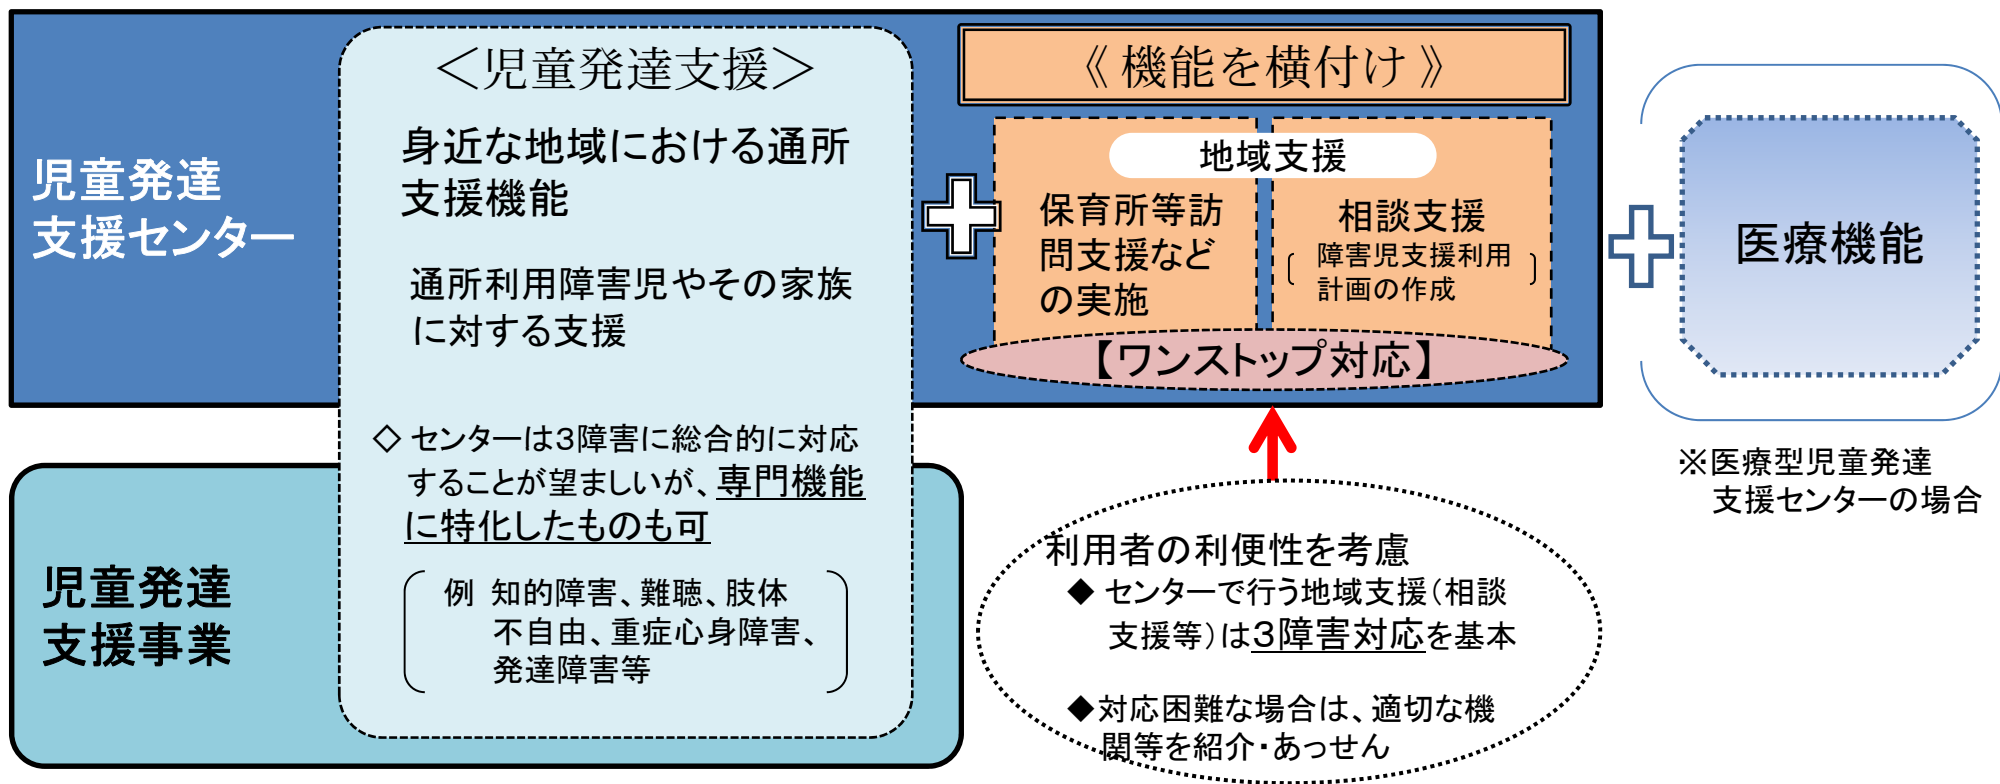 児童発達
支援センター
＜児童発達支援＞
身近な地域における通所
支援機能
通所利用障害児やその家族
に対する支援
◇ センターは３障害に総合的に対応
することが望ましいが、専門機能
に特化したものも可
例 知的障害、難聴、肢体
不自由、重症心身障害、
発達障害等
《 機能を横付け 》
地域支援
保育所等訪
問支援など
の実施
相談支援
障害児支援利用
計画の作成
【ワンストップ対応】
医療機能
※医療型児童発達
支援センターの場合
児童発達
支援事業
利用者の利便性を考慮
◆ センターで行う地域支援（相談
支援等）は３障害対応を基本
◆対応困難な場合は、適切な機
関等を紹介・あっせん